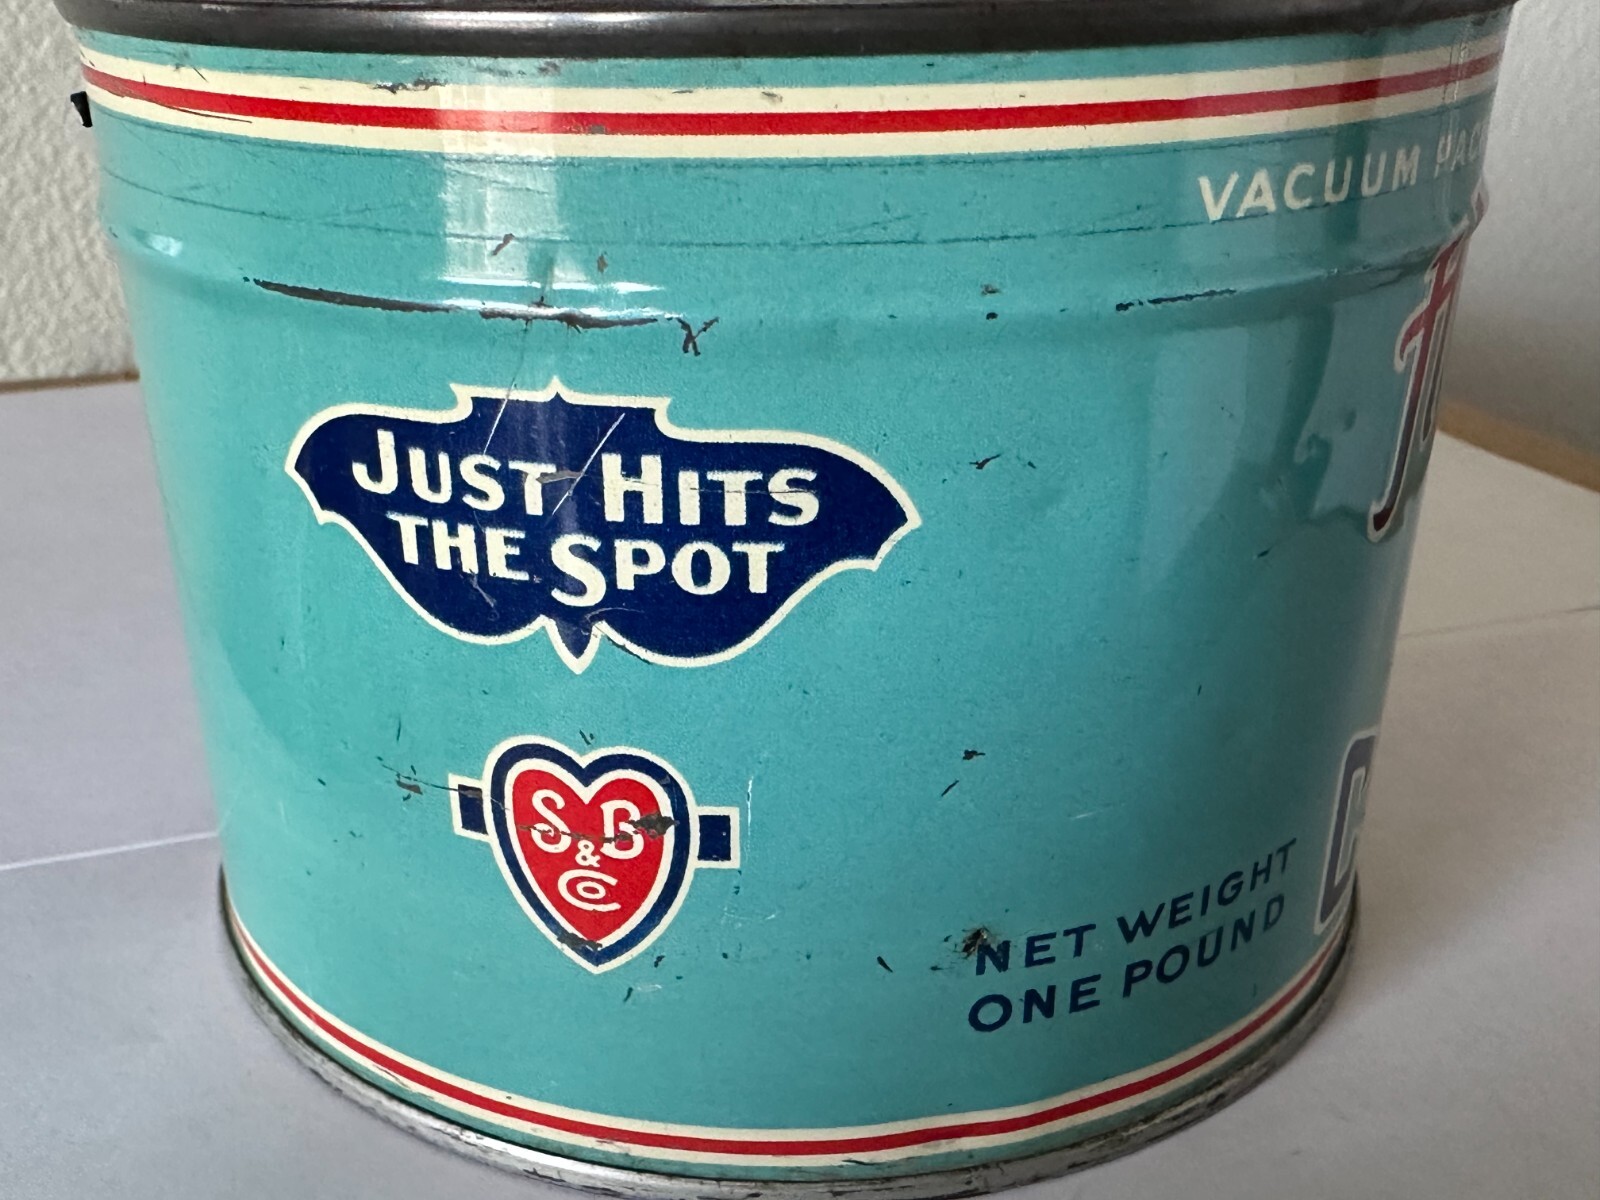 VACUUM
JUST HITS
THE SPOT
S B
&
Co
NET WEIGHT
ONE POUND